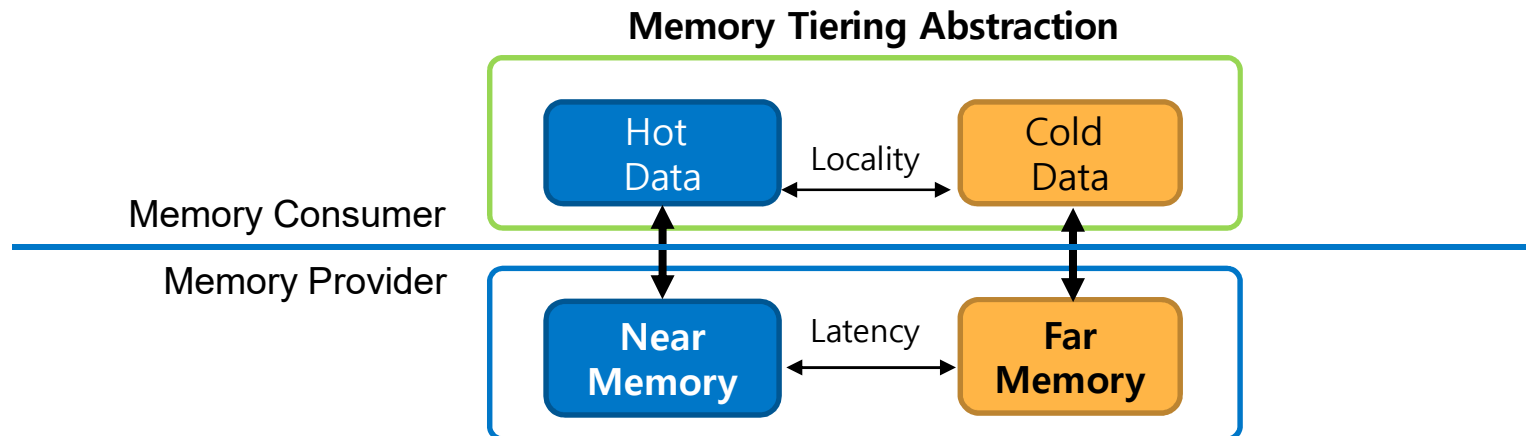 Memory Tiering Abstraction
Hot
Data
Locality
Cold
Data
Memory Consumer
Memory Provider
Near
Memory
Latency
Far
Memory